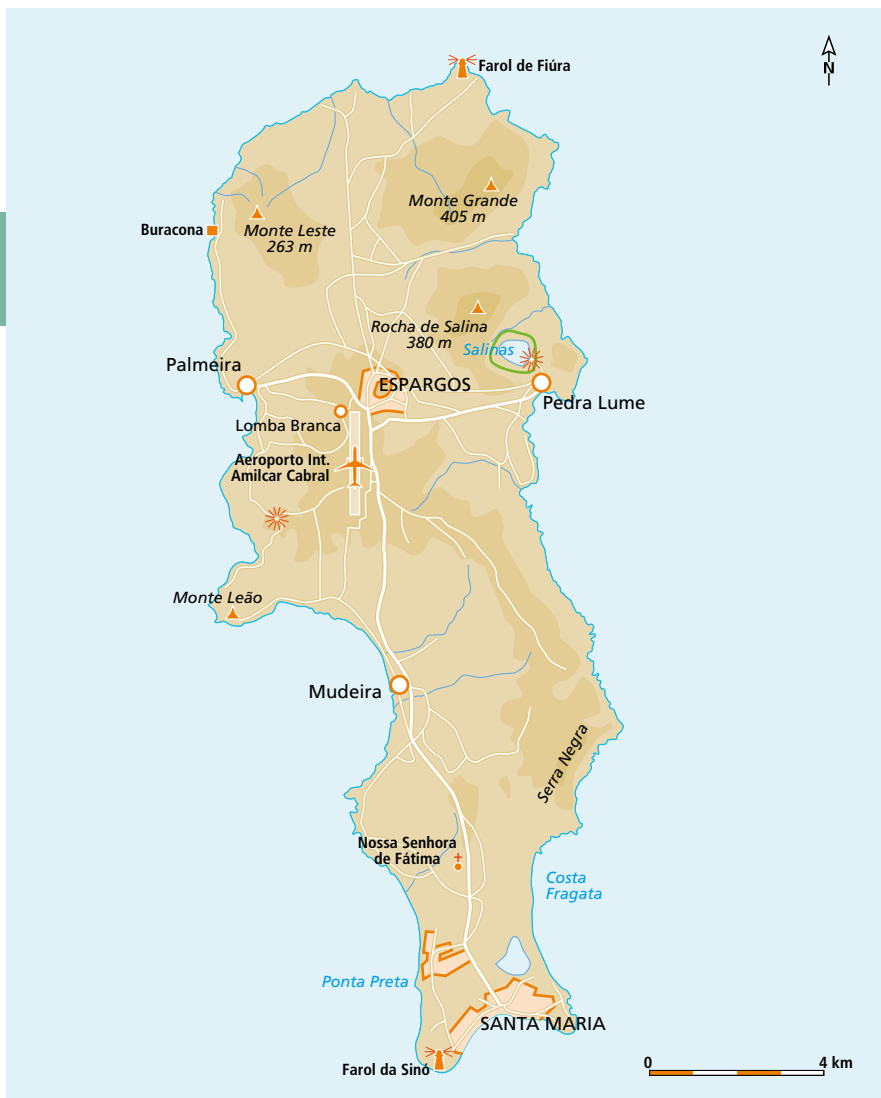 N
Farol de Fiúra
Monte Grande
405 m
Buracona
Monte Leste
263 m
Rocha de Salina
380 m
Salinas
Palmeira
ESPARGOS
Pedra Lume
Lomba Branca
Aeroporto Int.
Amilcar Cabral
Monte Leão
Mudeira
Serra Negra
Nossa Senhora
de Fátima
Costa
Fragata
Ponta Preta
SANTA MARIA
Farol da Sinó
0 4 km